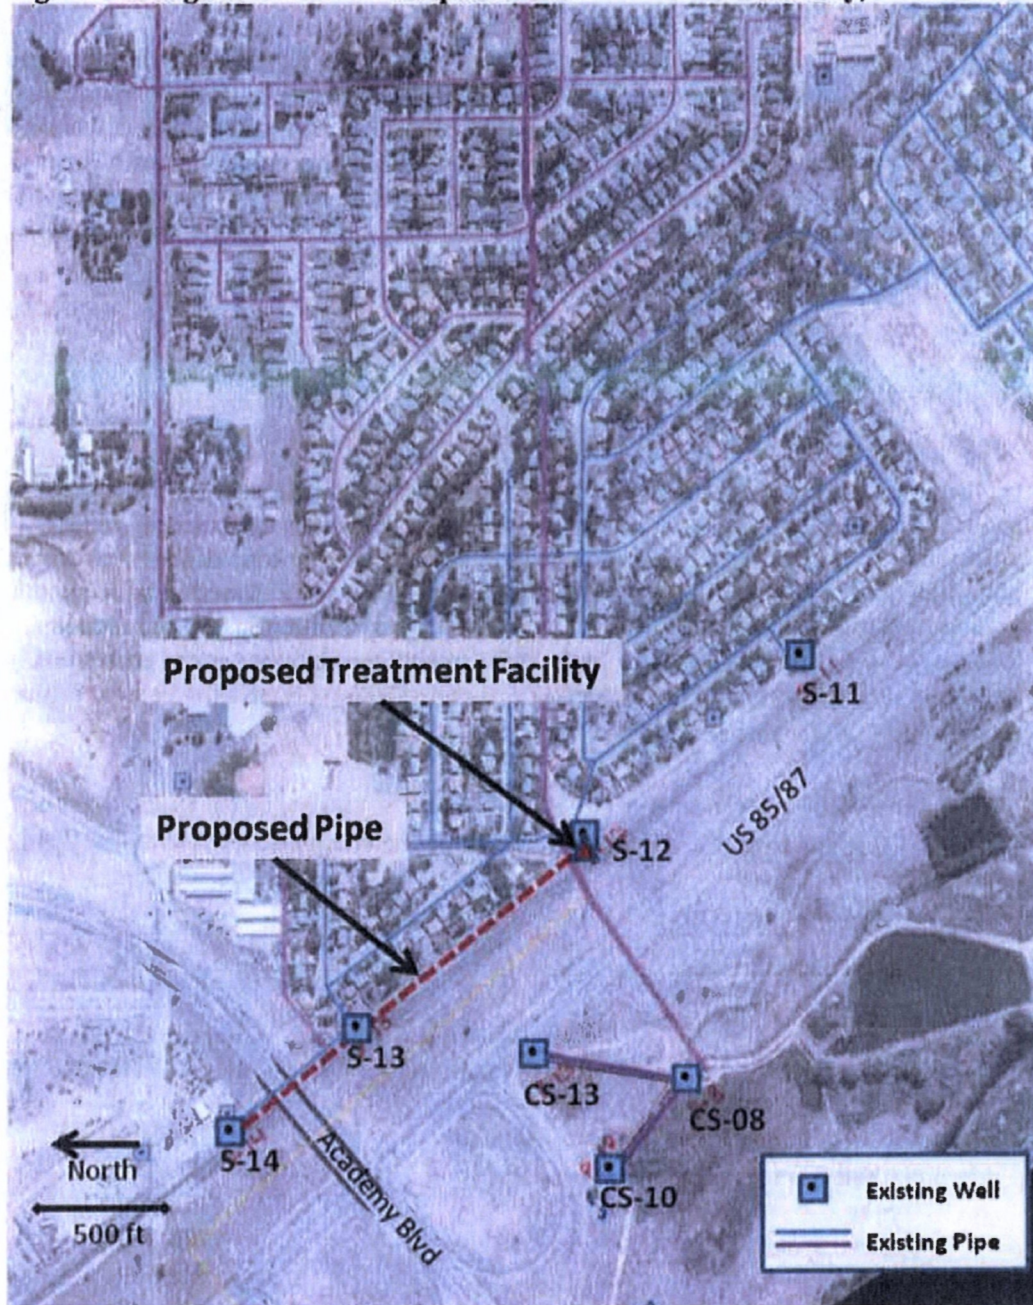 Proposed Treatment Facility
S-11
Proposed Pipe
US 85/87
S-12
S-13
CS-13
CS-08
S-14
Academy Blvd
North
CS-10
500 ft
Existing Well
Existing Pipe